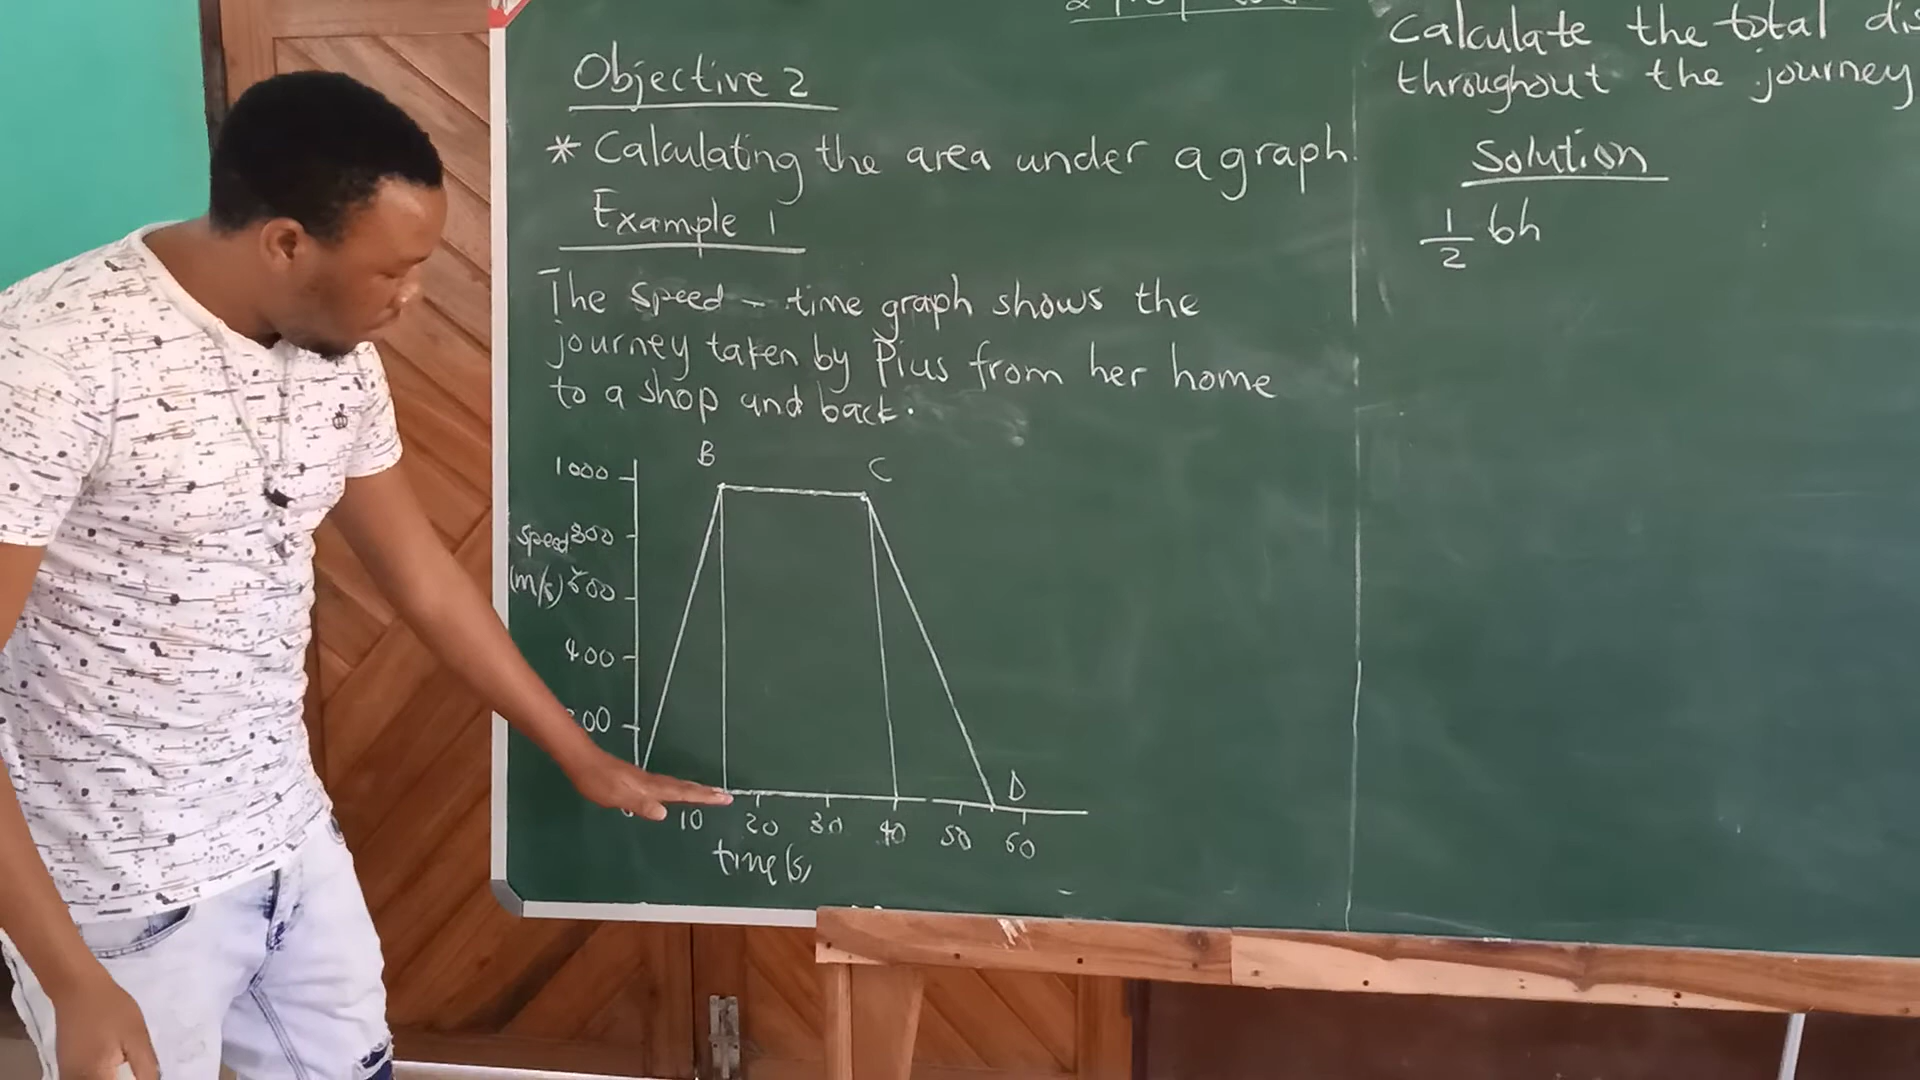 Objective 2
* Calculating the area under a graph.
Example 1
The speed - time graph shows the
journey taken by Pius from her home
to a shop and back.
B
C
1000
speed 800
(m/s) 600
400
200
D
10 20 30 40 50 60
time (s)
Calculate the total
throughout the journey
Solution
1/2 bh